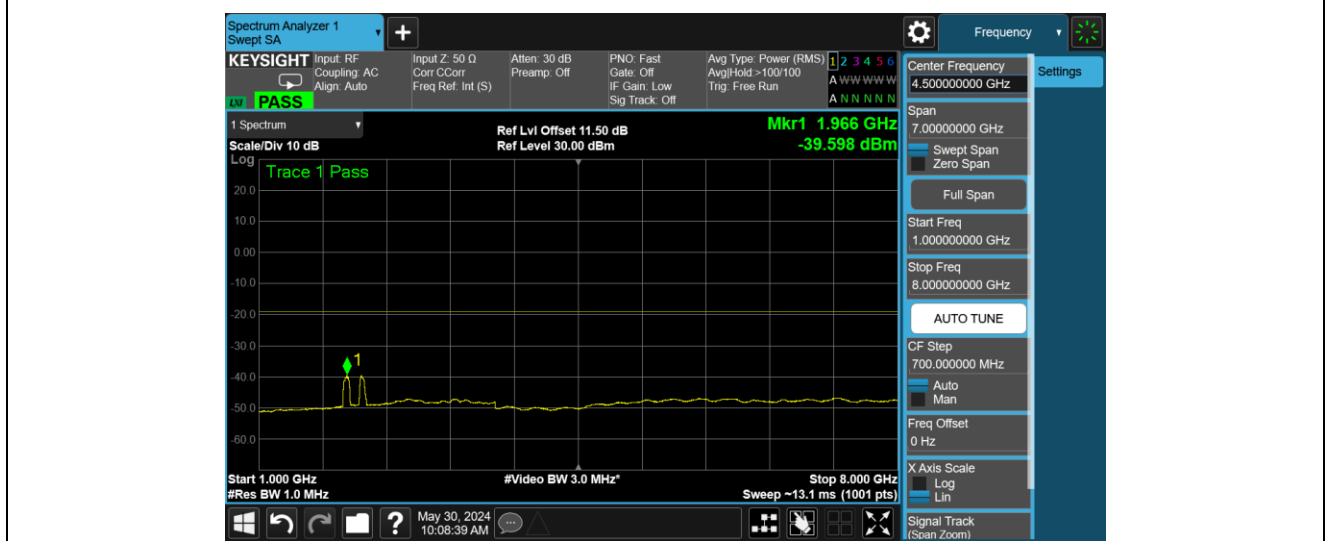 Spectrum Analyzer 1
Swept SA
Frequency
KEYSIGHT
Input: RF
Coupling: AC
Align: Auto
Input Z: 50 Ω
Corr CCorr
Freq Ref: Int (S)
Atten: 30 dB
Preamp: Off
PNO: Fast
Gate: Off
IF Gain: Low
Sig Track: Off
Avg Type: Power (RMS)
Avg|Hold:>100/100
Trig: Free Run
1 2 3 4 5 6
A W W W W W
A N N N N N
LXI PASS
1 Spectrum
Scale/Div 10 dB
Ref Lvl Offset 11.50 dB
Ref Level 30.00 dBm
Mkr1 1.966 GHz
-39.598 dBm
Log
Trace 1 Pass
20.0
10.0
0.00
-10.0
-20.0
-30.0
1
-40.0
-50.0
-60.0
Start 1.000 GHz
#Res BW 1.0 MHz
#Video BW 3.0 MHz*
Stop 8.000 GHz
Sweep ~13.1 ms (1001 pts)
May 30, 2024
10:08:39 AM
Center Frequency
4.500000000 GHz
Settings
Span
7.00000000 GHz
Swept Span
Zero Span
Full Span
Start Freq
1.000000000 GHz
Stop Freq
8.000000000 GHz
AUTO TUNE
CF Step
700.000000 MHz
Auto
Man
Freq Offset
0 Hz
X Axis Scale
Log
Lin
Signal Track
(Span Zoom)